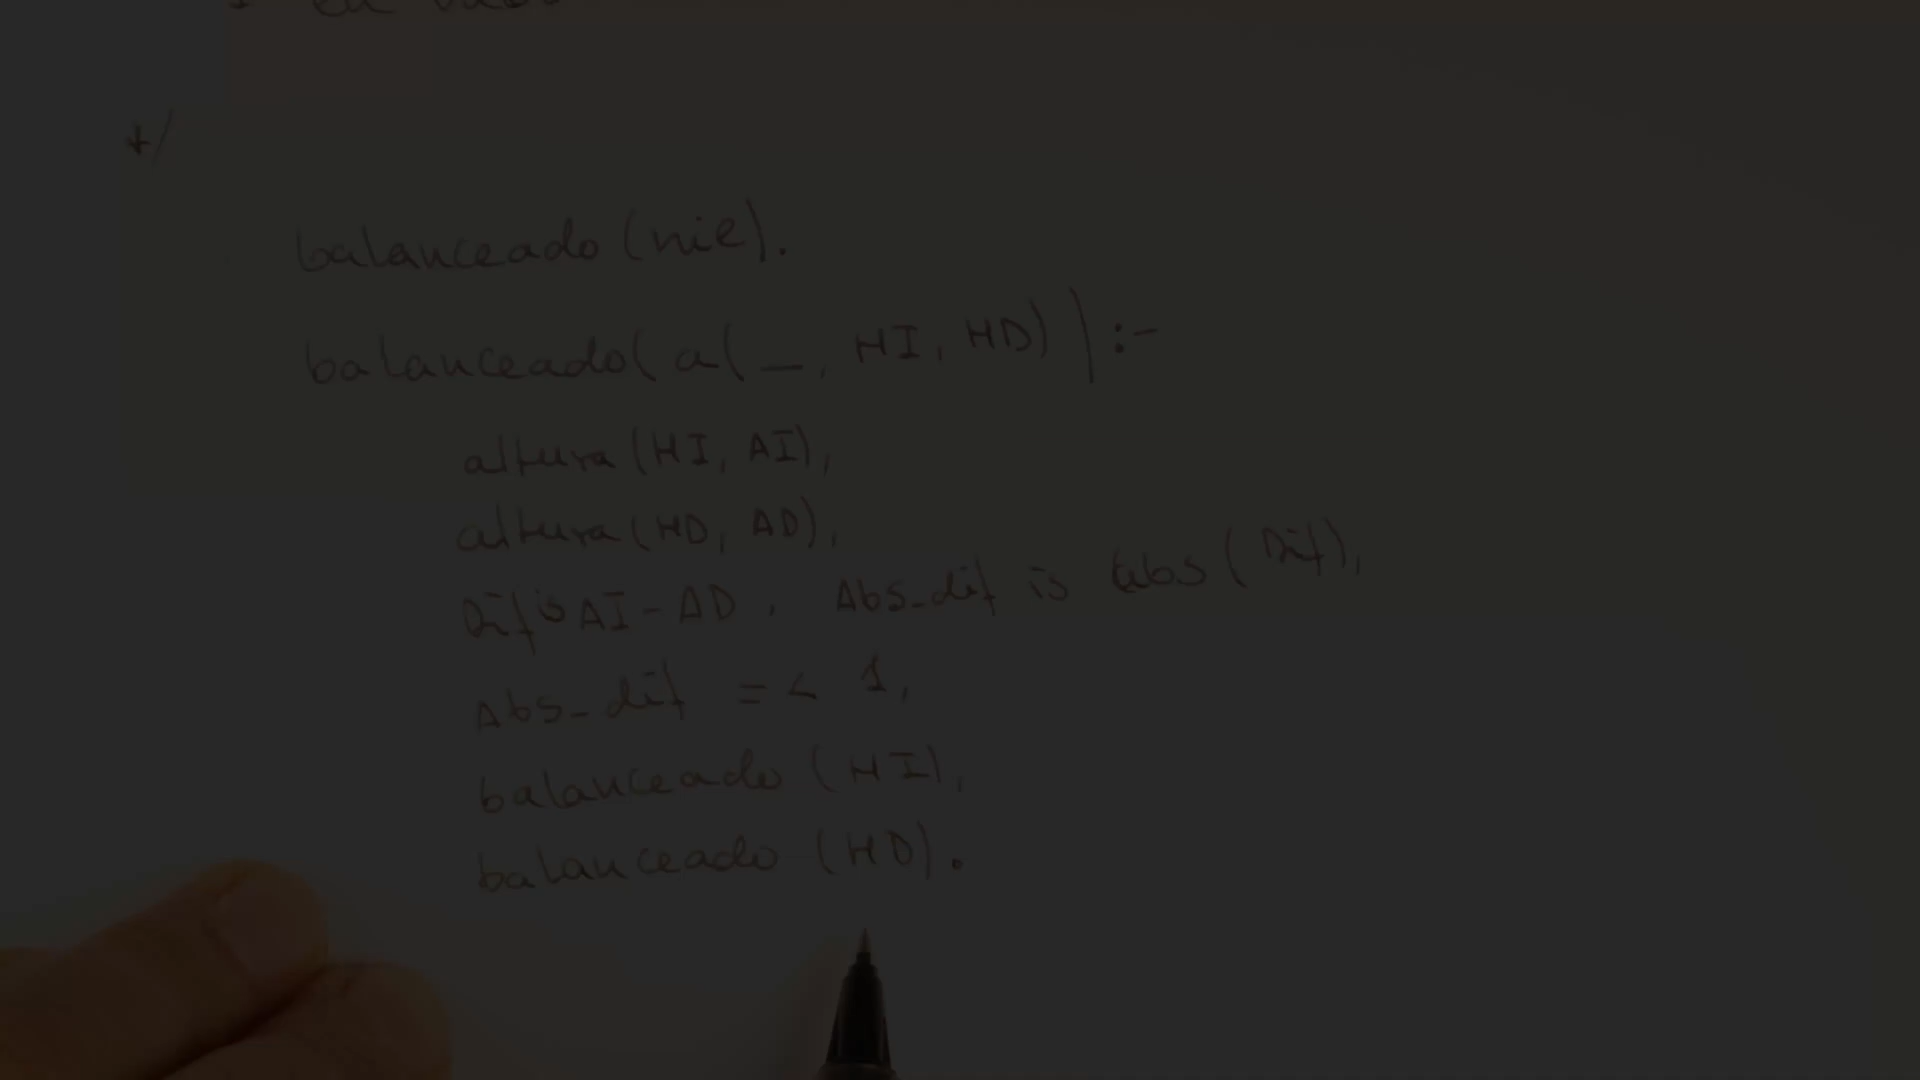 */
balanceado(nil).
balanceado(a(_, HI, HD)):-
altura(HI, AI),
altura(HD, AD),
Dif is AI-AD, Abs_dif is abs(Dif),
Abs_dif =< 1,
balanceado(HI),
balanceado(HD).